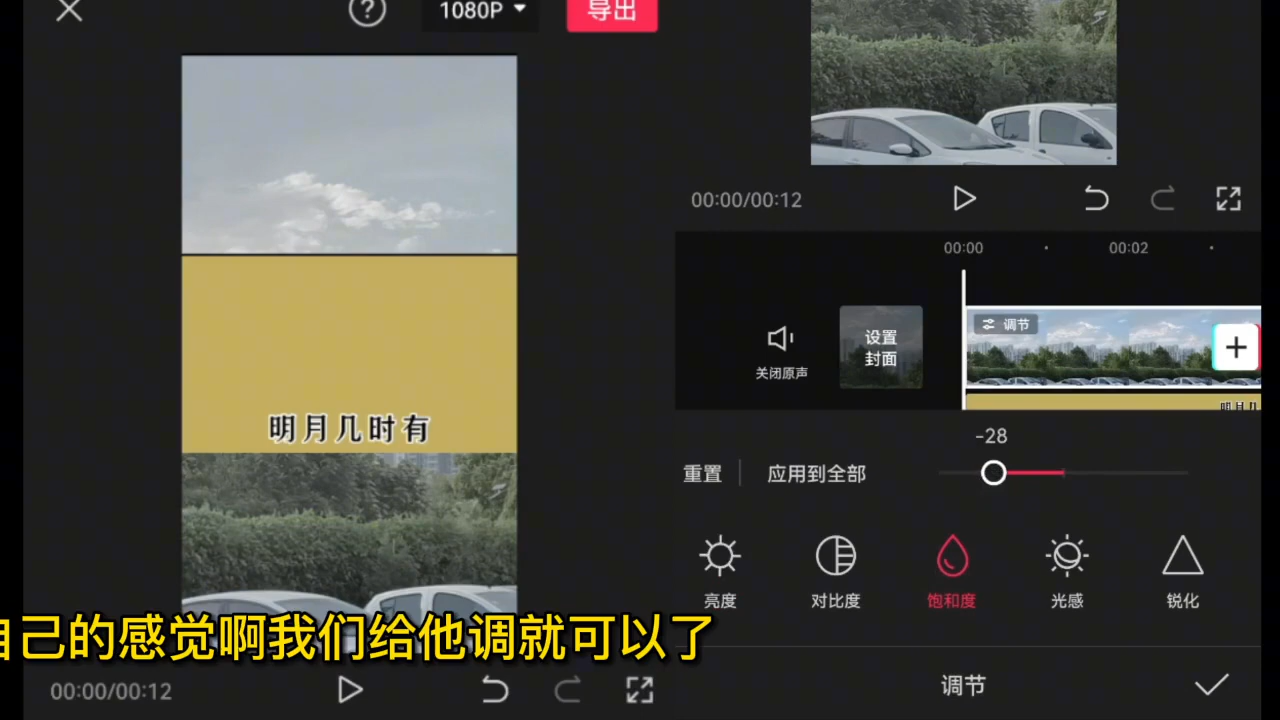 1080P
导出
明月几时有
自己的感觉啊我们给他调就可以了
00:00/00:12
00:00/00:12
00:00
00:02
关闭原声
设置
封面
调节
-28
重置
应用到全部
亮度
对比度
饱和度
光感
锐化
调节